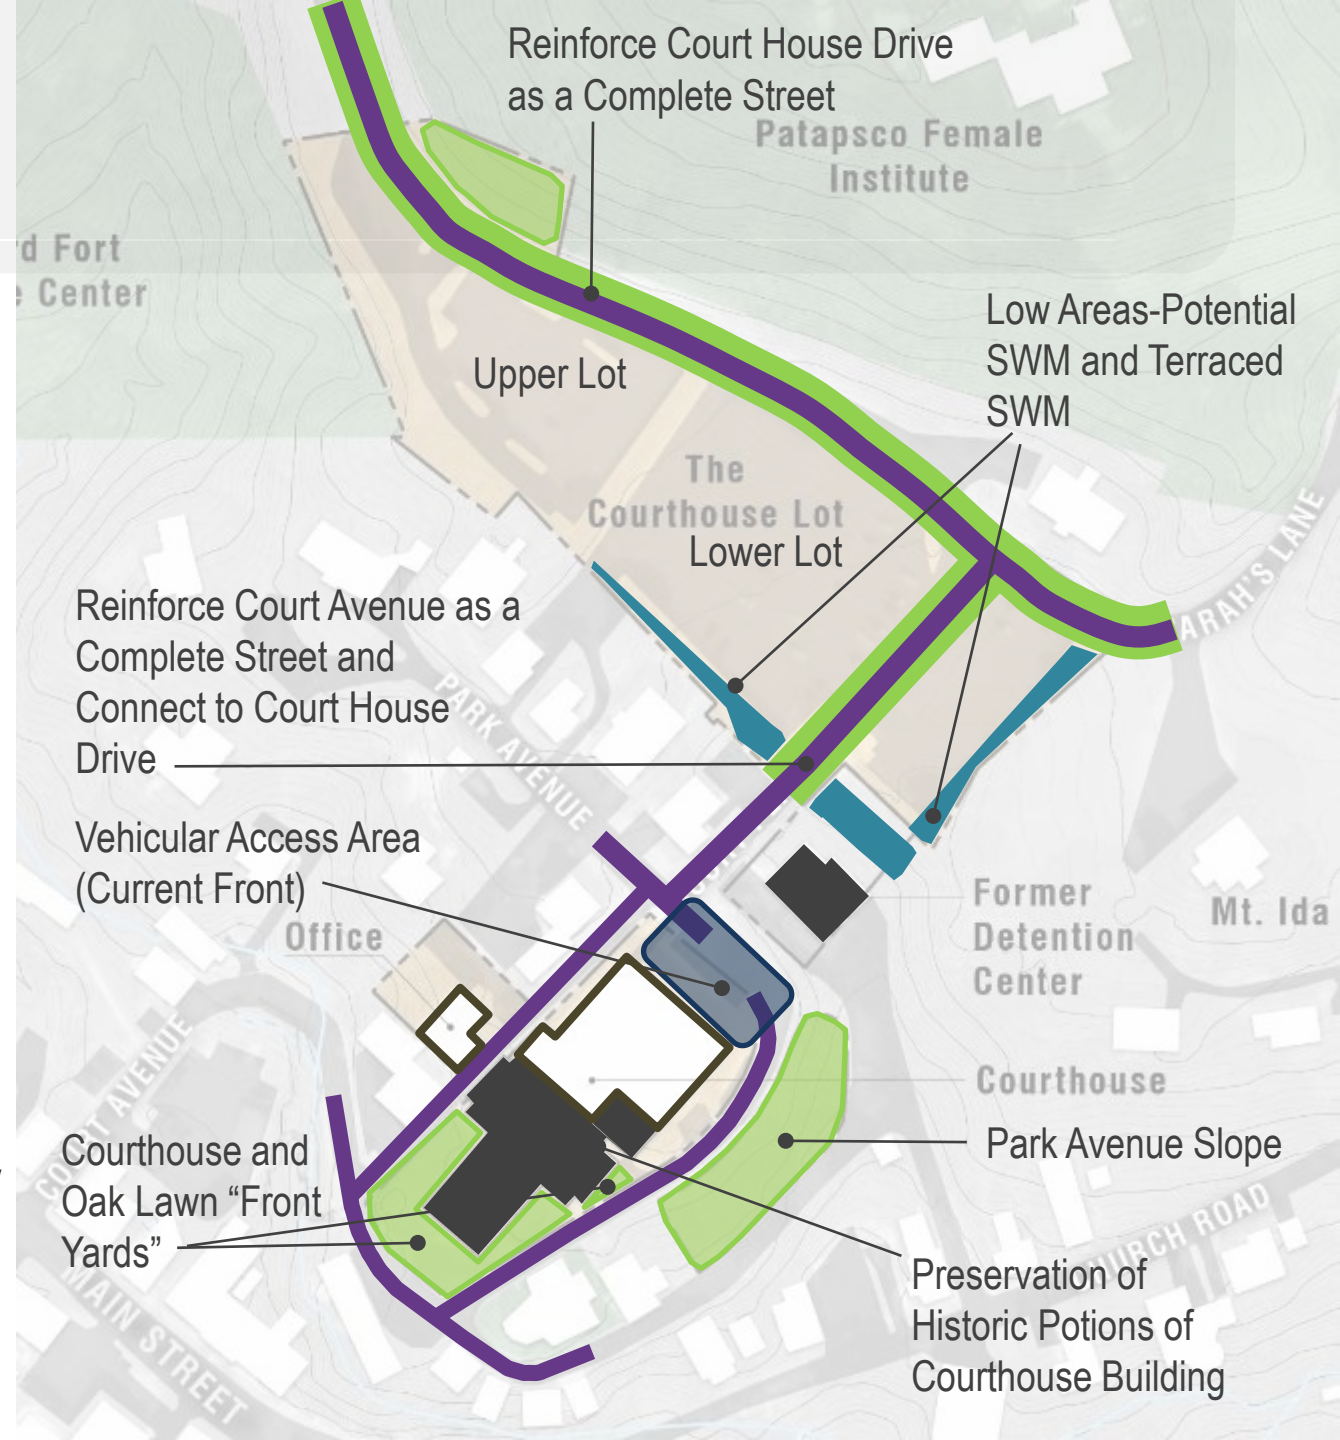 Reinforce Court House Drive
as a Complete Street
Patapsco Female
Institute
d Fort
Center
Low Areas-Potential
SWM and Terraced
SWM
Upper Lot
The
Courthouse Lot
Lower Lot
ARAH'S LANE
Reinforce Court Avenue as a
Complete Street and
Connect to Court House
Drive
PARK AVENUE
Vehicular Access Area
(Current Front)
Office
Former
Detention
Center
Mt. Ida
Courthouse
COURT AVENUE
Park Avenue Slope
Courthouse and
Oak Lawn “Front
Yards”
CHURCH ROAD
MAIN STREET
Preservation of
Historic Potions of
Courthouse Building